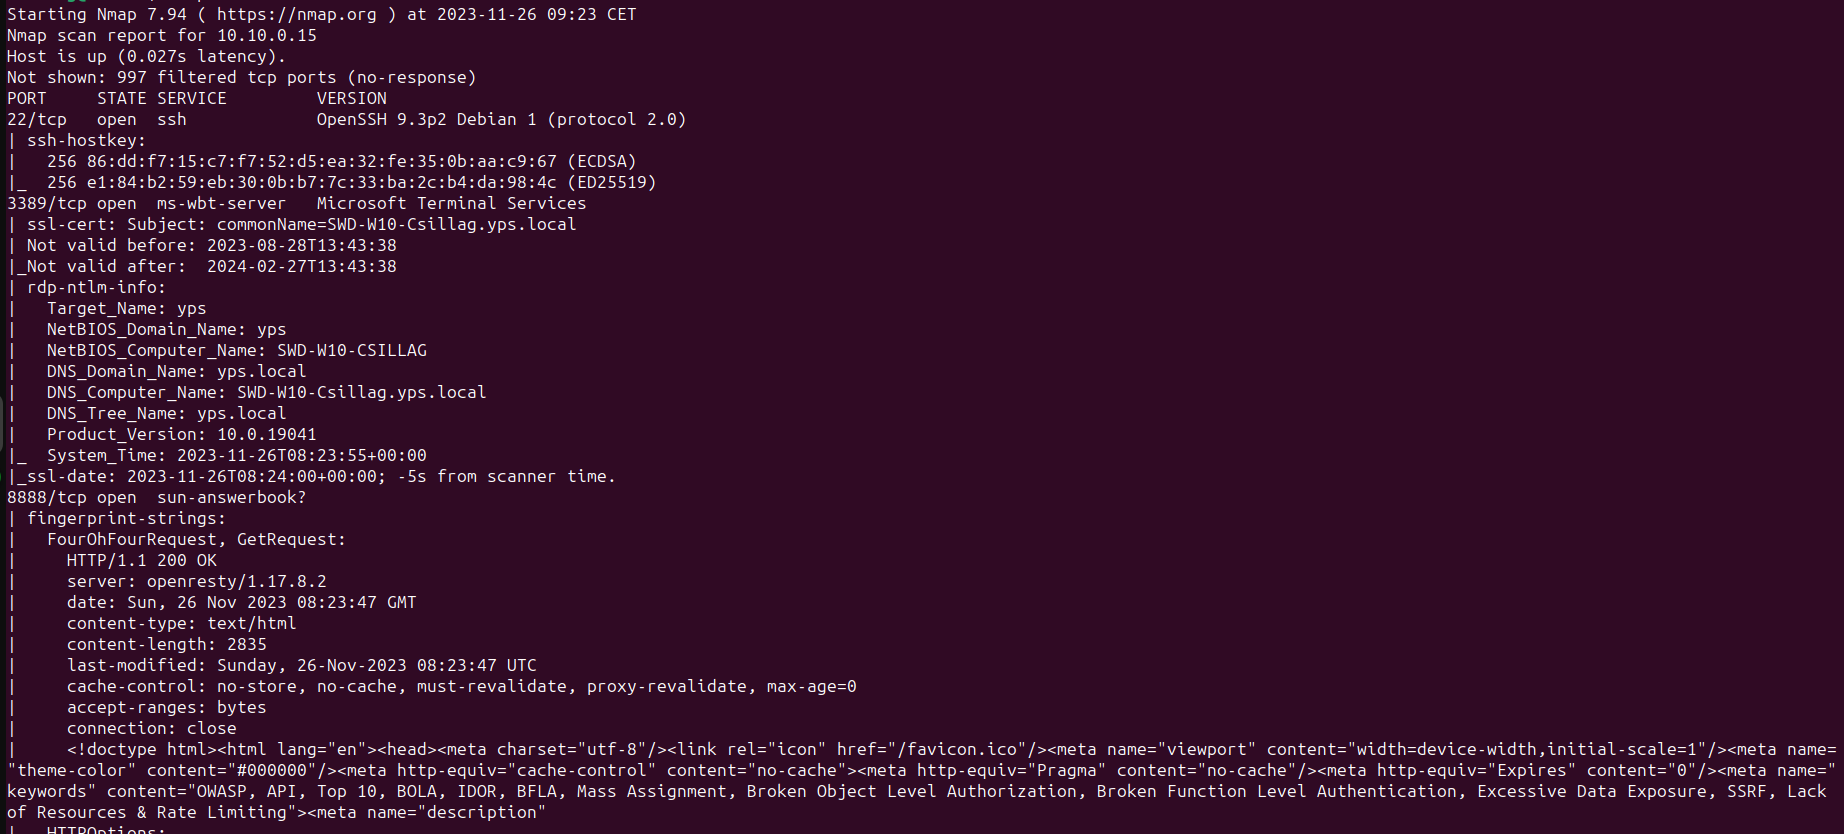 Starting Nmap 7.94 ( https://nmap.org ) at 2023-11-26 09:23 CET
Nmap scan report for 10.10.0.15
Host is up (0.027s latency).
Not shown: 997 filtered tcp ports (no-response)
PORT     STATE SERVICE         VERSION
22/tcp   open  ssh             OpenSSH 9.3p2 Debian 1 (protocol 2.0)
| ssh-hostkey:
|   256 86:dd:f7:15:c7:f7:52:d5:ea:32:fe:35:0b:aa:c9:67 (ECDSA)
|_  256 e1:84:b2:59:eb:30:0b:b7:7c:33:ba:2c:b4:da:98:4c (ED25519)
3389/tcp open  ms-wbt-server   Microsoft Terminal Services
| ssl-cert: Subject: commonName=SWD-W10-Csillag.yps.local
| Not valid before: 2023-08-28T13:43:38
|_Not valid after:  2024-02-27T13:43:38
| rdp-ntlm-info:
|   Target_Name: yps
|   NetBIOS_Domain_Name: yps
|   NetBIOS_Computer_Name: SWD-W10-CSILLAG
|   DNS_Domain_Name: yps.local
|   DNS_Computer_Name: SWD-W10-Csillag.yps.local
|   DNS_Tree_Name: yps.local
|   Product_Version: 10.0.19041
|_  System_Time: 2023-11-26T08:23:55+00:00
|_ssl-date: 2023-11-26T08:24:00+00:00; -5s from scanner time.
8888/tcp open  sun-answerbook?
| fingerprint-strings:
|   FourOhFourRequest, GetRequest:
|     HTTP/1.1 200 OK
|     server: openresty/1.17.8.2
|     date: Sun, 26 Nov 2023 08:23:47 GMT
|     content-type: text/html
|     content-length: 2835
|     last-modified: Sunday, 26-Nov-2023 08:23:47 UTC
|     cache-control: no-store, no-cache, must-revalidate, proxy-revalidate, max-age=0
|     accept-ranges: bytes
|     connection: close
|     <!doctype html><html lang="en"><head><meta charset="utf-8"/><link rel="icon" href="/favicon.ico"/><meta name="viewport" content="width=device-width,initial-scale=1"/><meta name=
"theme-color" content="#000000"/><meta http-equiv="cache-control" content="no-cache"><meta http-equiv="Pragma" content="no-cache"/><meta http-equiv="Expires" content="0"/><meta name="
keywords" content="OWASP, API, Top 10, BOLA, IDOR, BFLA, Mass Assignment, Broken Object Level Authorization, Broken Function Level Authentication, Excessive Data Exposure, SSRF, Lack
of Resources & Rate Limiting"><meta name="description"
|   HTTPOptions: